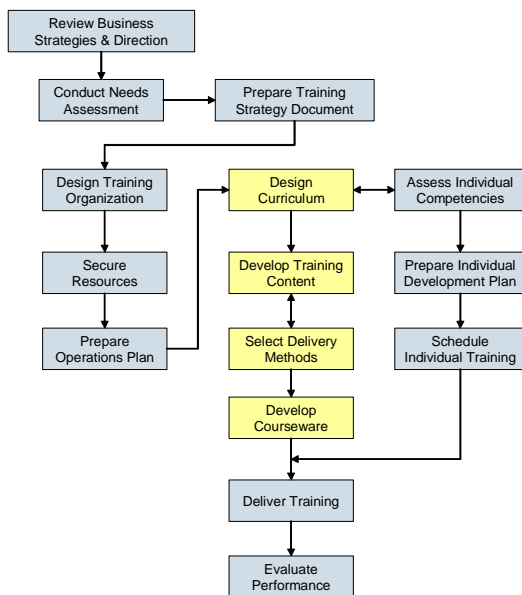 Review Business
Strategies & Direction
Conduct Needs
Assessment
Prepare Training
Strategy Document
Design Training
Organization
Design
Curriculum
Assess Individual
Competencies
Secure
Resources
Develop Training
Content
Prepare Individual
Development Plan
Prepare
Operations Plan
Select Delivery
Methods
Schedule
Individual Training
Develop
Courseware
Deliver Training
Evaluate
Performance